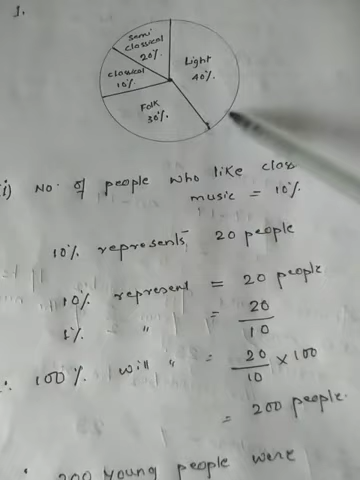 1.
Semi
classical
20%
Light
40%
classical
10%
Folk
30%
i) No. of people who like class
music = 10%
10% represents 20 people
10% represent = 20 people
1% " = 20/10
∴ 100% will " = 20/10 × 100
= 200 people.
200 young people were